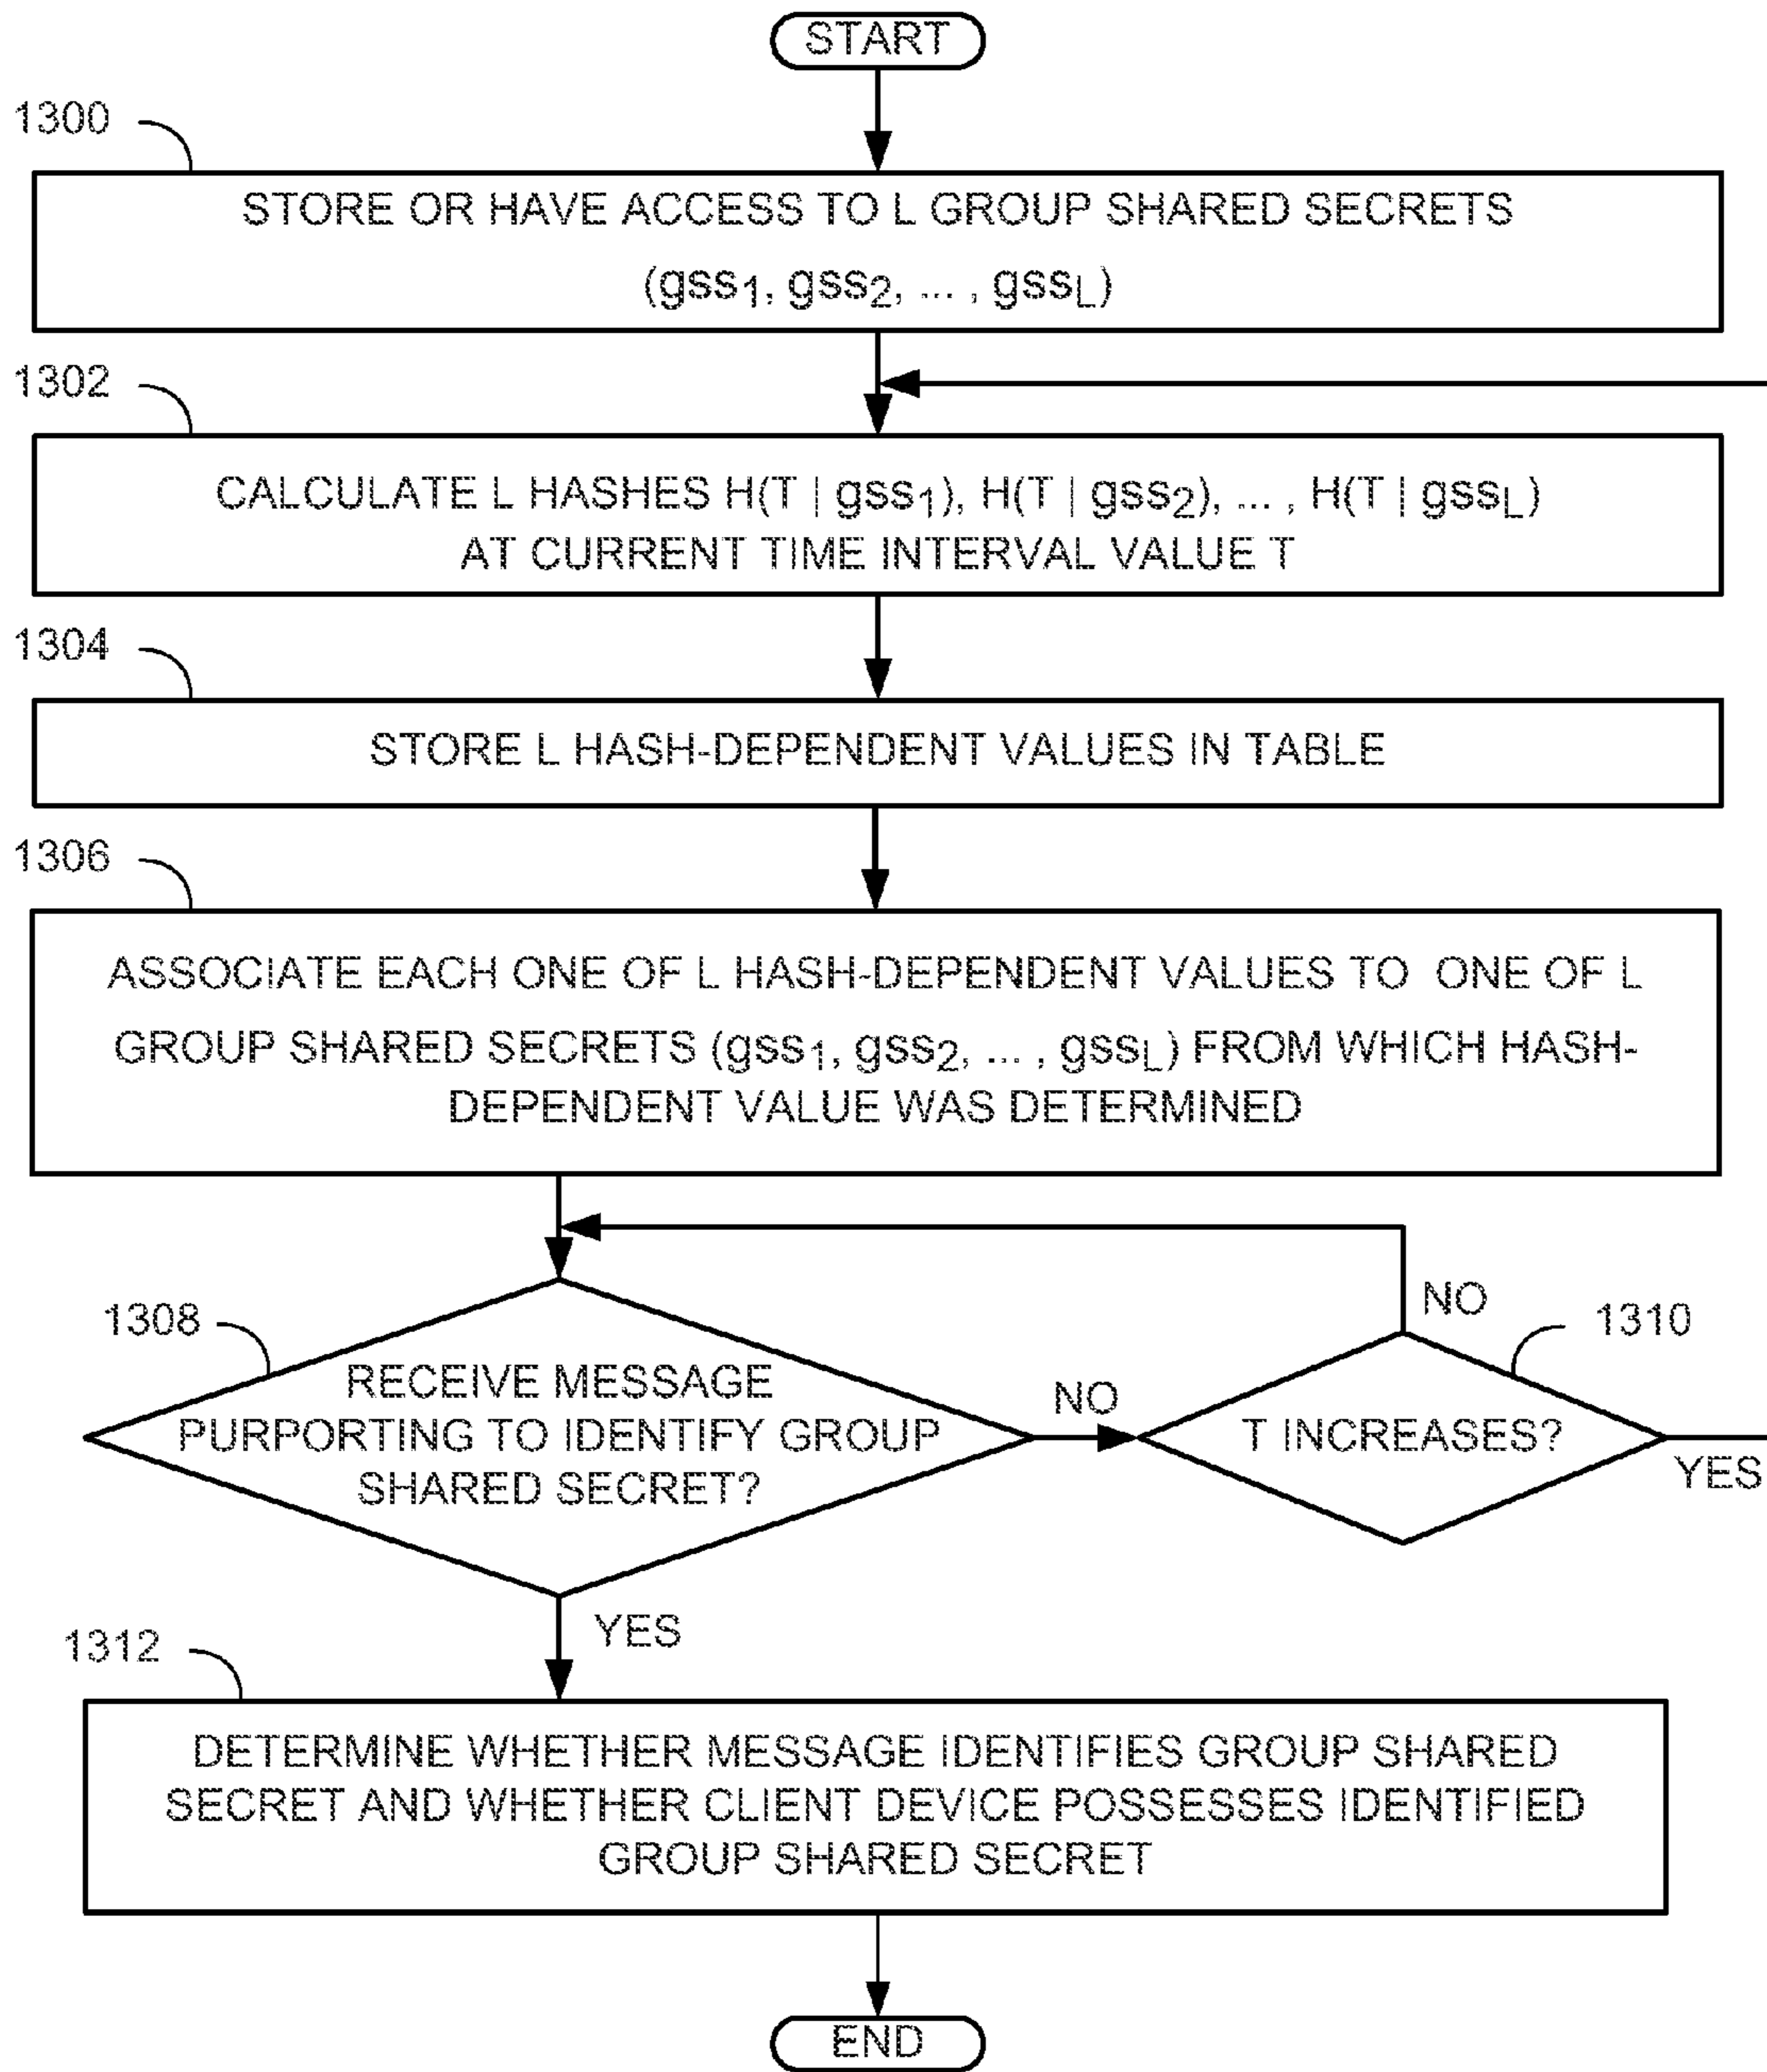 START
1300
STORE OR HAVE ACCESS TO L GROUP SHARED SECRETS
(gss1, gss2, ... , gssL)
1302
CALCULATE L HASHES H(T | gss1), H(T | gss2), ... , H(T | gssL)
AT CURRENT TIME INTERVAL VALUE T
1304
STORE L HASH-DEPENDENT VALUES IN TABLE
1306
ASSOCIATE EACH ONE OF L HASH-DEPENDENT VALUES TO ONE OF L
GROUP SHARED SECRETS (gss1, gss2, ... , gssL) FROM WHICH HASH-
DEPENDENT VALUE WAS DETERMINED
1308
RECEIVE MESSAGE
PURPORTING TO IDENTIFY GROUP
SHARED SECRET?
NO
1310
T INCREASES?
NO
YES
YES
1312
DETERMINE WHETHER MESSAGE IDENTIFIES GROUP SHARED
SECRET AND WHETHER CLIENT DEVICE POSSESSES IDENTIFIED
GROUP SHARED SECRET
END